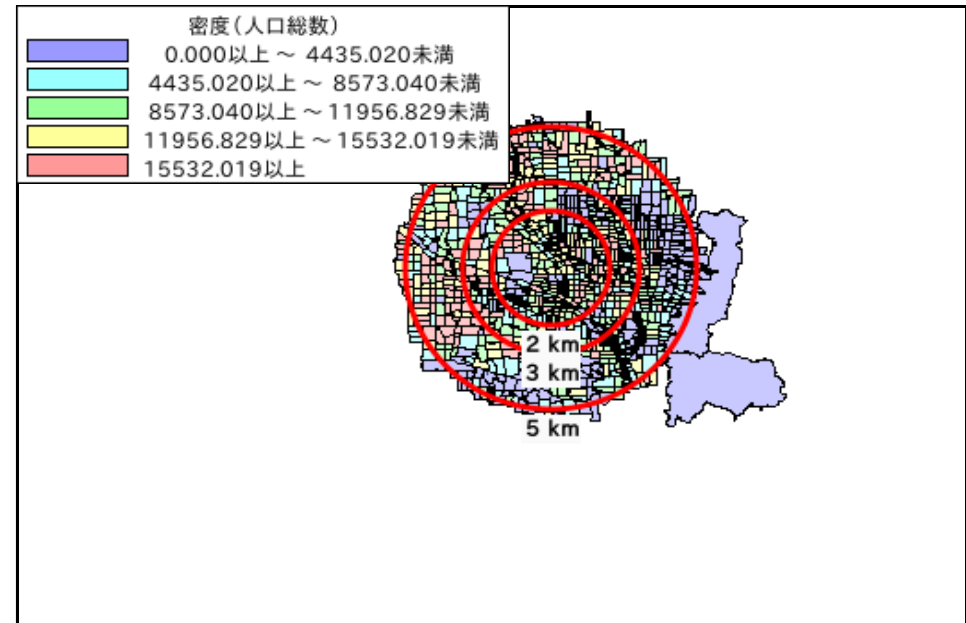 密度(人口総数)
0.000以上 ～ 4435.020未満
4435.020以上 ～ 8573.040未満
8573.040以上 ～ 11956.829未満
11956.829以上 ～ 15532.019未満
15532.019以上
2 km
3 km
5 km